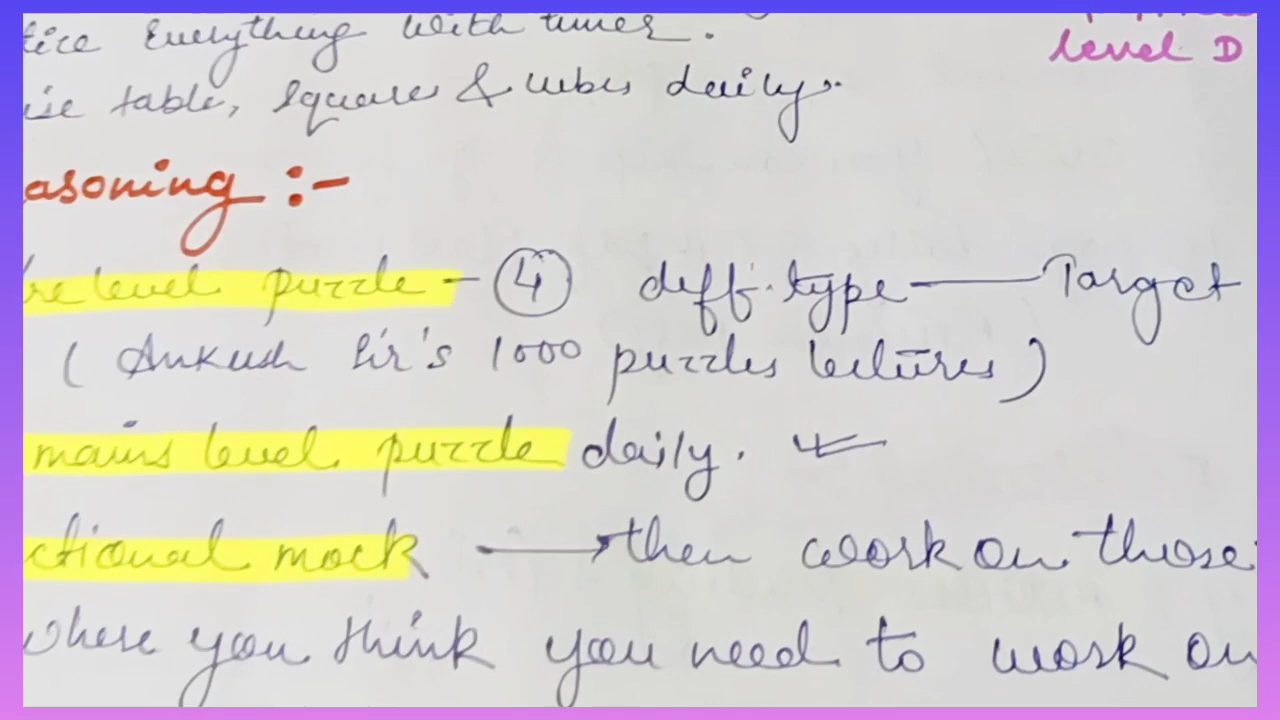 tice Everything with timer.
level D
ise table, square & cubes daily.
asoning :-
re level puzzle - 4 diff. type — Target
( Ankush Sir's 1000 puzzles lectures )
mains level puzzle daily. ←
ctional mock → then work on those
where you think you need to work on